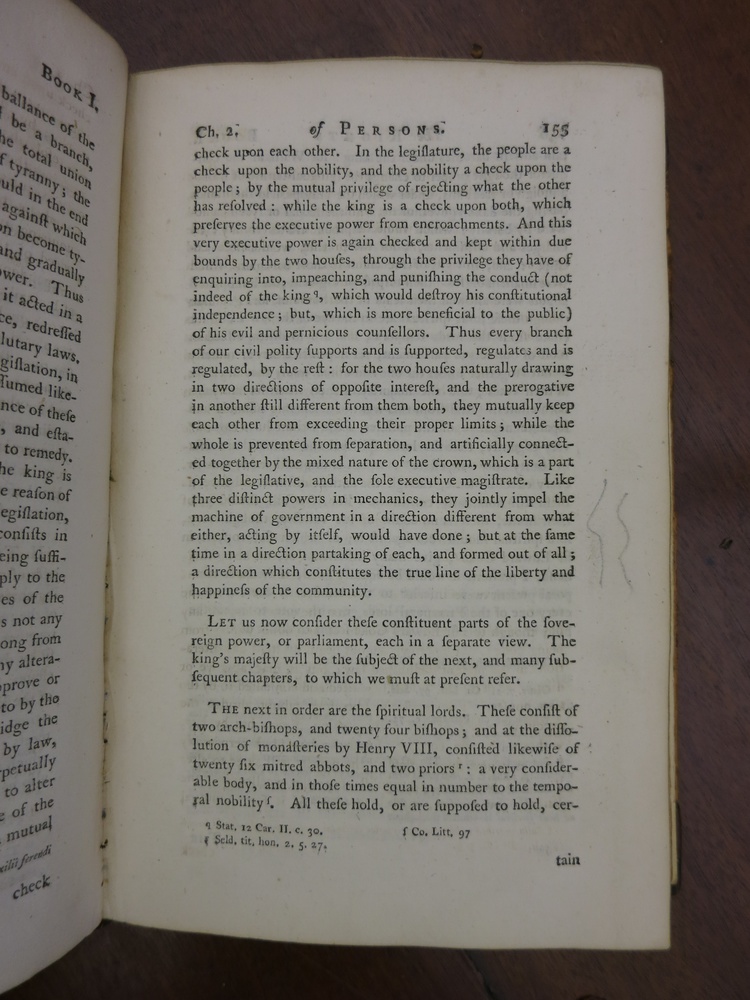 BOOK I.
ballance of the
be a branch,
he total union
f tyranny; the
uld in the end
againſt which
n become ty-
and gradually
wer. Thus
it acted in a
ce, redreſſed
lutary laws,
giſlation, in
ſumed like-
nce of theſe
, and eſta-
to remedy.
he king is
e reaſon of
egiſlation,
conſiſts in
eing ſuffi-
ply to the
es of the
s not any
ong from
ny altera-
prove or
to by the
idge the
by law,
rpetually
to alter
e of the
mutual
xilii ferendi
check
Ch. 2. of PERSONS. 155
check upon each other. In the legiſlature, the people are a
check upon the nobility, and the nobility a check upon the
people; by the mutual privilege of rejecting what the other
has reſolved: while the king is a check upon both, which
preſerves the executive power from encroachments. And this
very executive power is again checked and kept within due
bounds by the two houſes, through the privilege they have of
enquiring into, impeaching, and puniſhing the conduct (not
indeed of the king q, which would deſtroy his conſtitutional
independence; but, which is more beneficial to the public)
of his evil and pernicious counſellors. Thus every branch
of our civil polity ſupports and is ſupported, regulates and is
regulated, by the reſt: for the two houſes naturally drawing
in two directions of oppoſite intereſt, and the prerogative
in another ſtill different from them both, they mutually keep
each other from exceeding their proper limits; while the
whole is prevented from ſeparation, and artificially connect-
ed together by the mixed nature of the crown, which is a part
of the legiſlative, and the ſole executive magiſtrate. Like
three diſtinct powers in mechanics, they jointly impel the
machine of government in a direction different from what
either, acting by itſelf, would have done; but at the ſame
time in a direction partaking of each, and formed out of all;
a direction which conſtitutes the true line of the liberty and
happineſs of the community.
LET us now conſider theſe conſtituent parts of the ſove-
reign power, or parliament, each in a ſeparate view. The
king's majeſty will be the ſubject of the next, and many ſub-
ſequent chapters, to which we muſt at preſent refer.
THE next in order are the ſpiritual lords. Theſe conſiſt of
two arch-biſhops, and twenty four biſhops; and at the diſſo-
lution of monaſteries by Henry VIII, conſiſted likewiſe of
twenty ſix mitred abbots, and two priors r: a very conſider-
able body, and in thoſe times equal in number to the tempo-
ral nobility ſ. All theſe hold, or are ſuppoſed to hold, cer-
q Stat. 12 Car. II. c. 30. ſ Co. Litt. 97
r Seld. tit. hon. 2. 5. 27.
tain